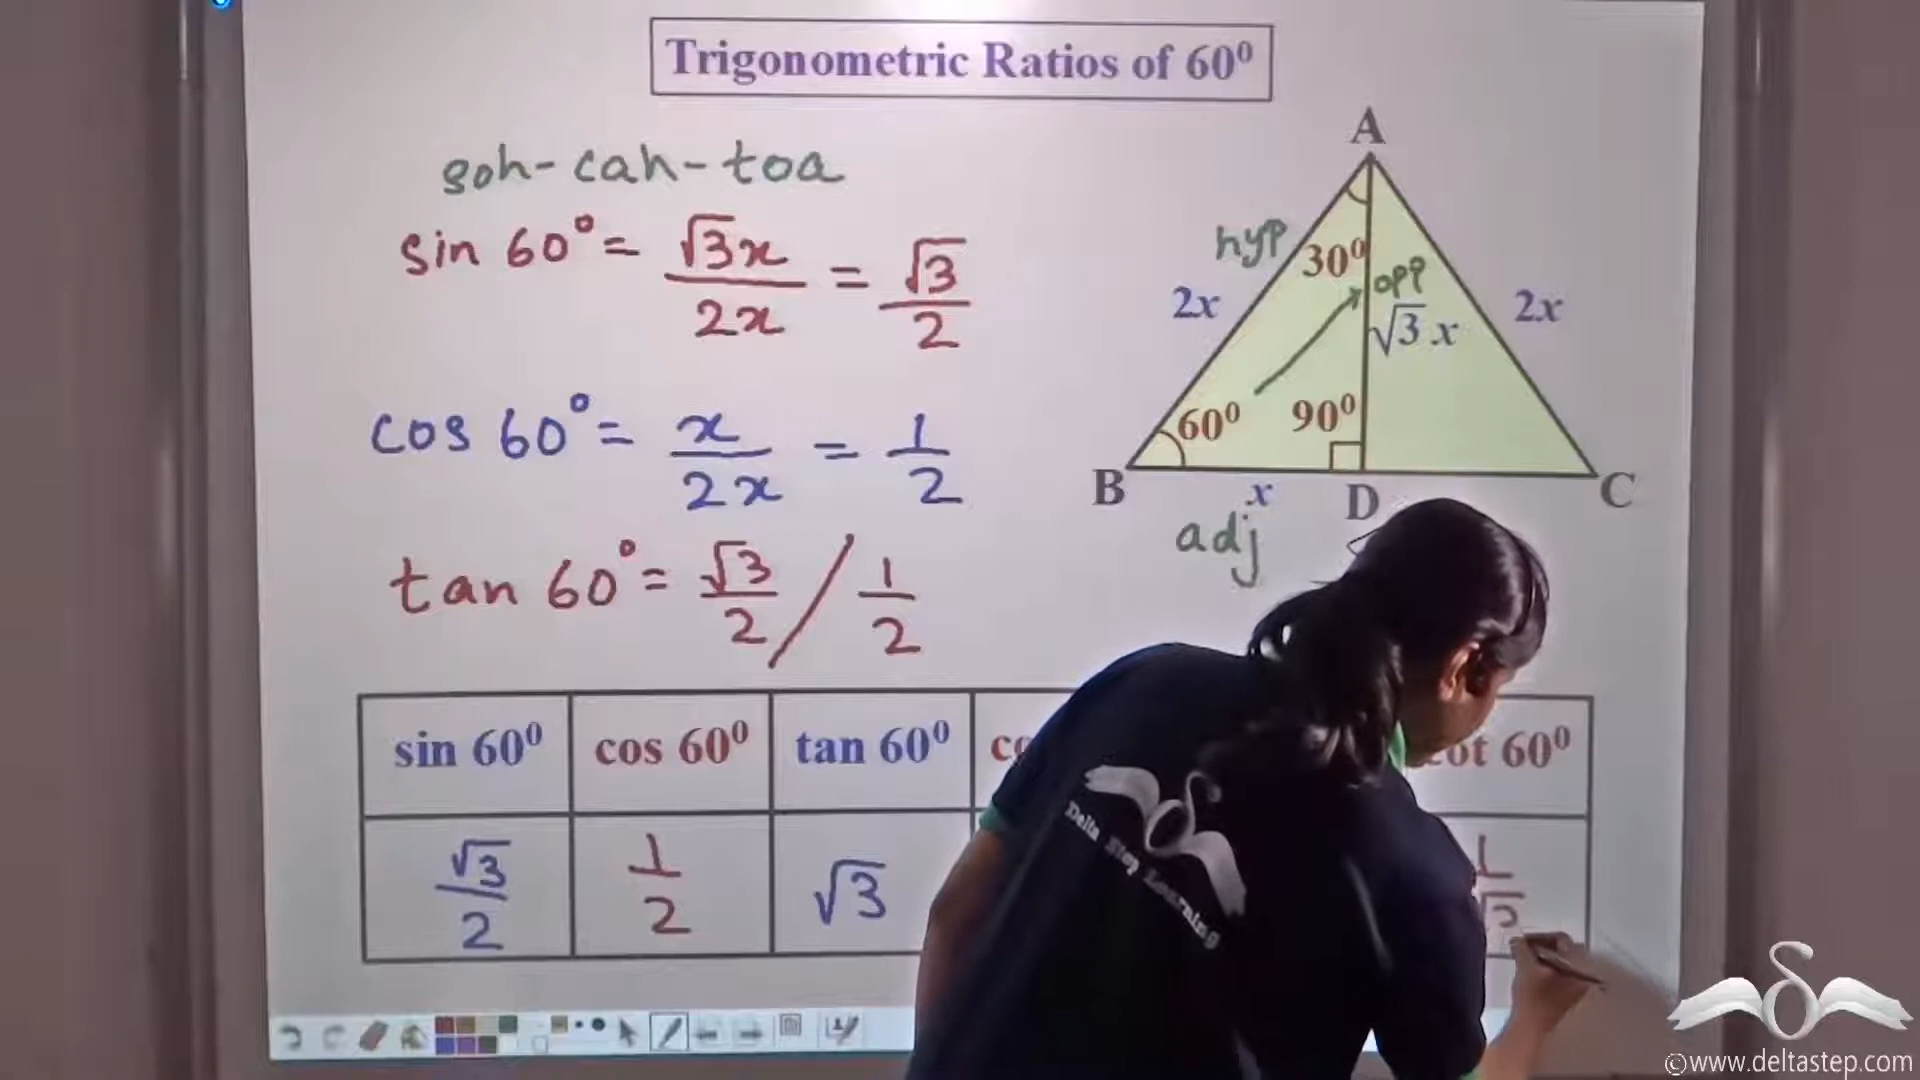 Trigonometric Ratios of 60⁰
soh-cah-toa
sin 60° = √3x / 2x = √3 / 2
cos 60° = x / 2x = 1 / 2
tan 60° = √3 / 2 / 1 / 2
A
hyp
30⁰
opp
2x
√3 x
2x
60⁰
90⁰
B
x
D
C
adj
sin 60⁰ cos 60⁰ tan 60⁰ cot 60⁰
√3 / 2 1 / 2 √3 1 / √3
Delta Step Learning
©www.deltastep.com